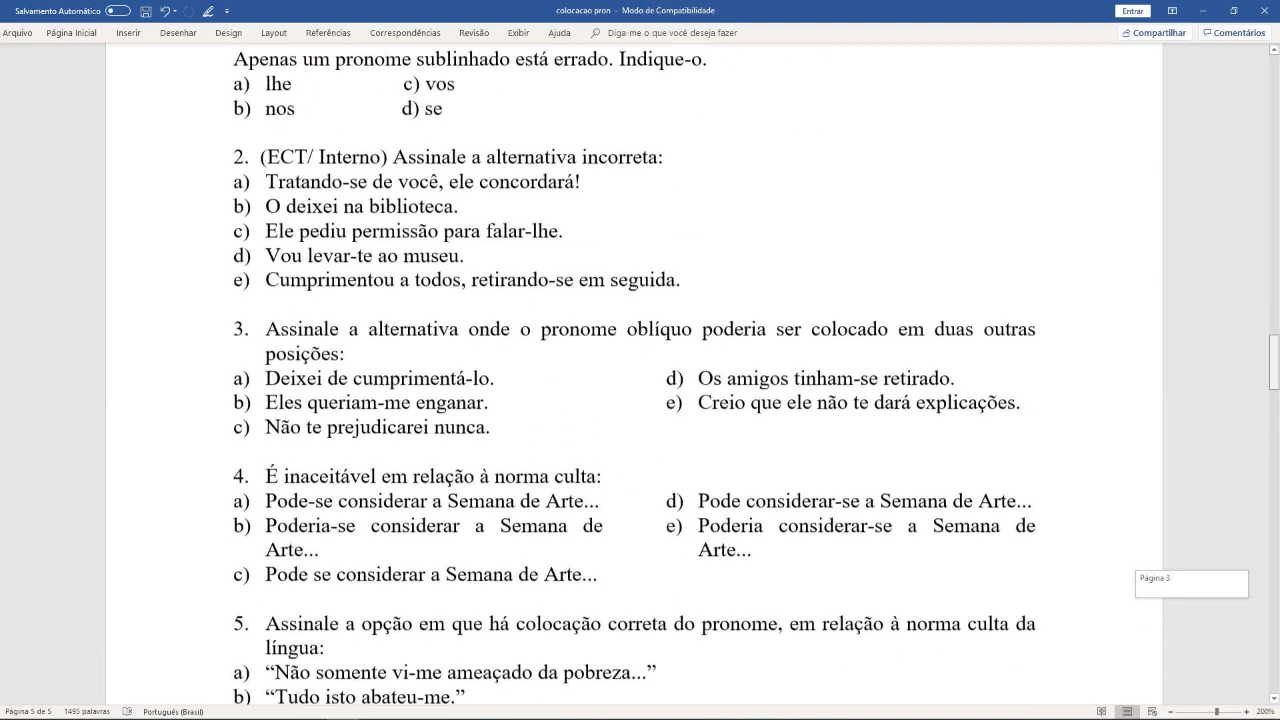 Salvamento Automático
colocacao pron - Modo de Compatibilidade
Entrar
Arquivo Página Inicial Inserir Desenhar Design Layout Referências Correspondências Revisão Exibir Ajuda Diga-me o que você deseja fazer Compartilhar Comentários
Apenas um pronome sublinhado está errado. Indique-o.
a) lhe c) vos
b) nos d) se
2. (ECT/ Interno) Assinale a alternativa incorreta:
a) Tratando-se de você, ele concordará!
b) O deixei na biblioteca.
c) Ele pediu permissão para falar-lhe.
d) Vou levar-te ao museu.
e) Cumprimentou a todos, retirando-se em seguida.
3. Assinale a alternativa onde o pronome oblíquo poderia ser colocado em duas outras
posições:
a) Deixei de cumprimentá-lo.
b) Eles queriam-me enganar.
c) Não te prejudicarei nunca.
d) Os amigos tinham-se retirado.
e) Creio que ele não te dará explicações.
4. É inaceitável em relação à norma culta:
a) Pode-se considerar a Semana de Arte...
b) Poderia-se considerar a Semana de
Arte...
c) Pode se considerar a Semana de Arte...
d) Pode considerar-se a Semana de Arte...
e) Poderia considerar-se a Semana de
Arte...
Página 3
5. Assinale a opção em que há colocação correta do pronome, em relação à norma culta da
língua:
a) “Não somente vi-me ameaçado da pobreza...”
b) “Tudo isto abateu-me.”
Página 5 de 5 1495 palavras Português (Brasil) 200%